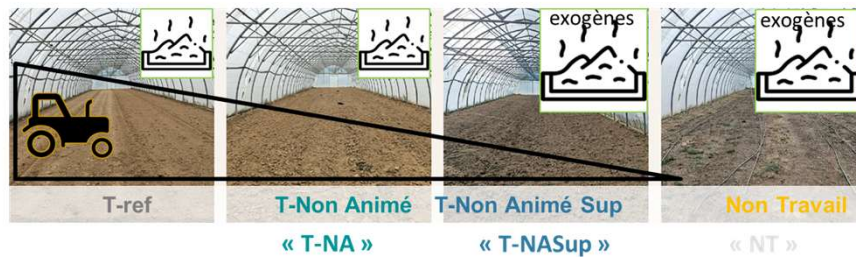 exogènes
exogènes
T-ref
T-Non Animé
T-Non Animé Sup
Non Travail
« T-NA »
« T-NASup »
« NT »